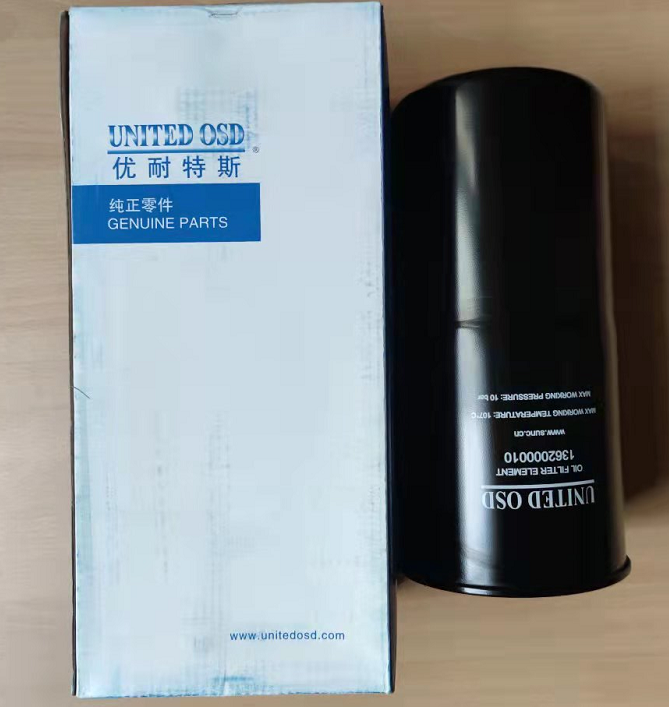 UNITED OSD ®
优耐特斯
纯正零件
GENUINE PARTS
www.unitedosd.com
UNITED OSD
OIL FILTER ELEMENT
1362000010
www.sunc.cn
MAX WORKING TEMPERATURE: 107°C
MAX WORKING PRESSURE: 10 bar